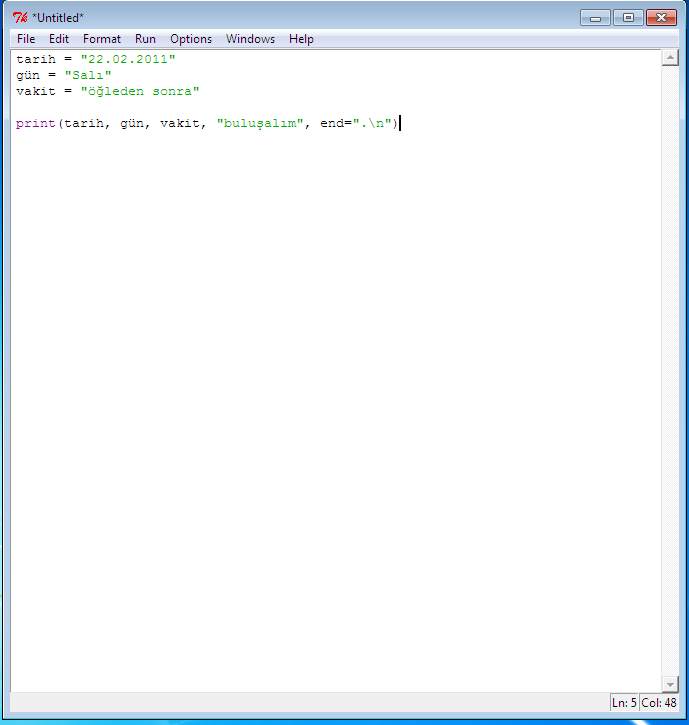 *Untitled*
File Edit Format Run Options Windows Help
tarih = "22.02.2011"
gün = "Salı"
vakit = "öğleden sonra"
print(tarih, gün, vakit, "buluşalım", end=".\n")
Ln: 5 Col: 48